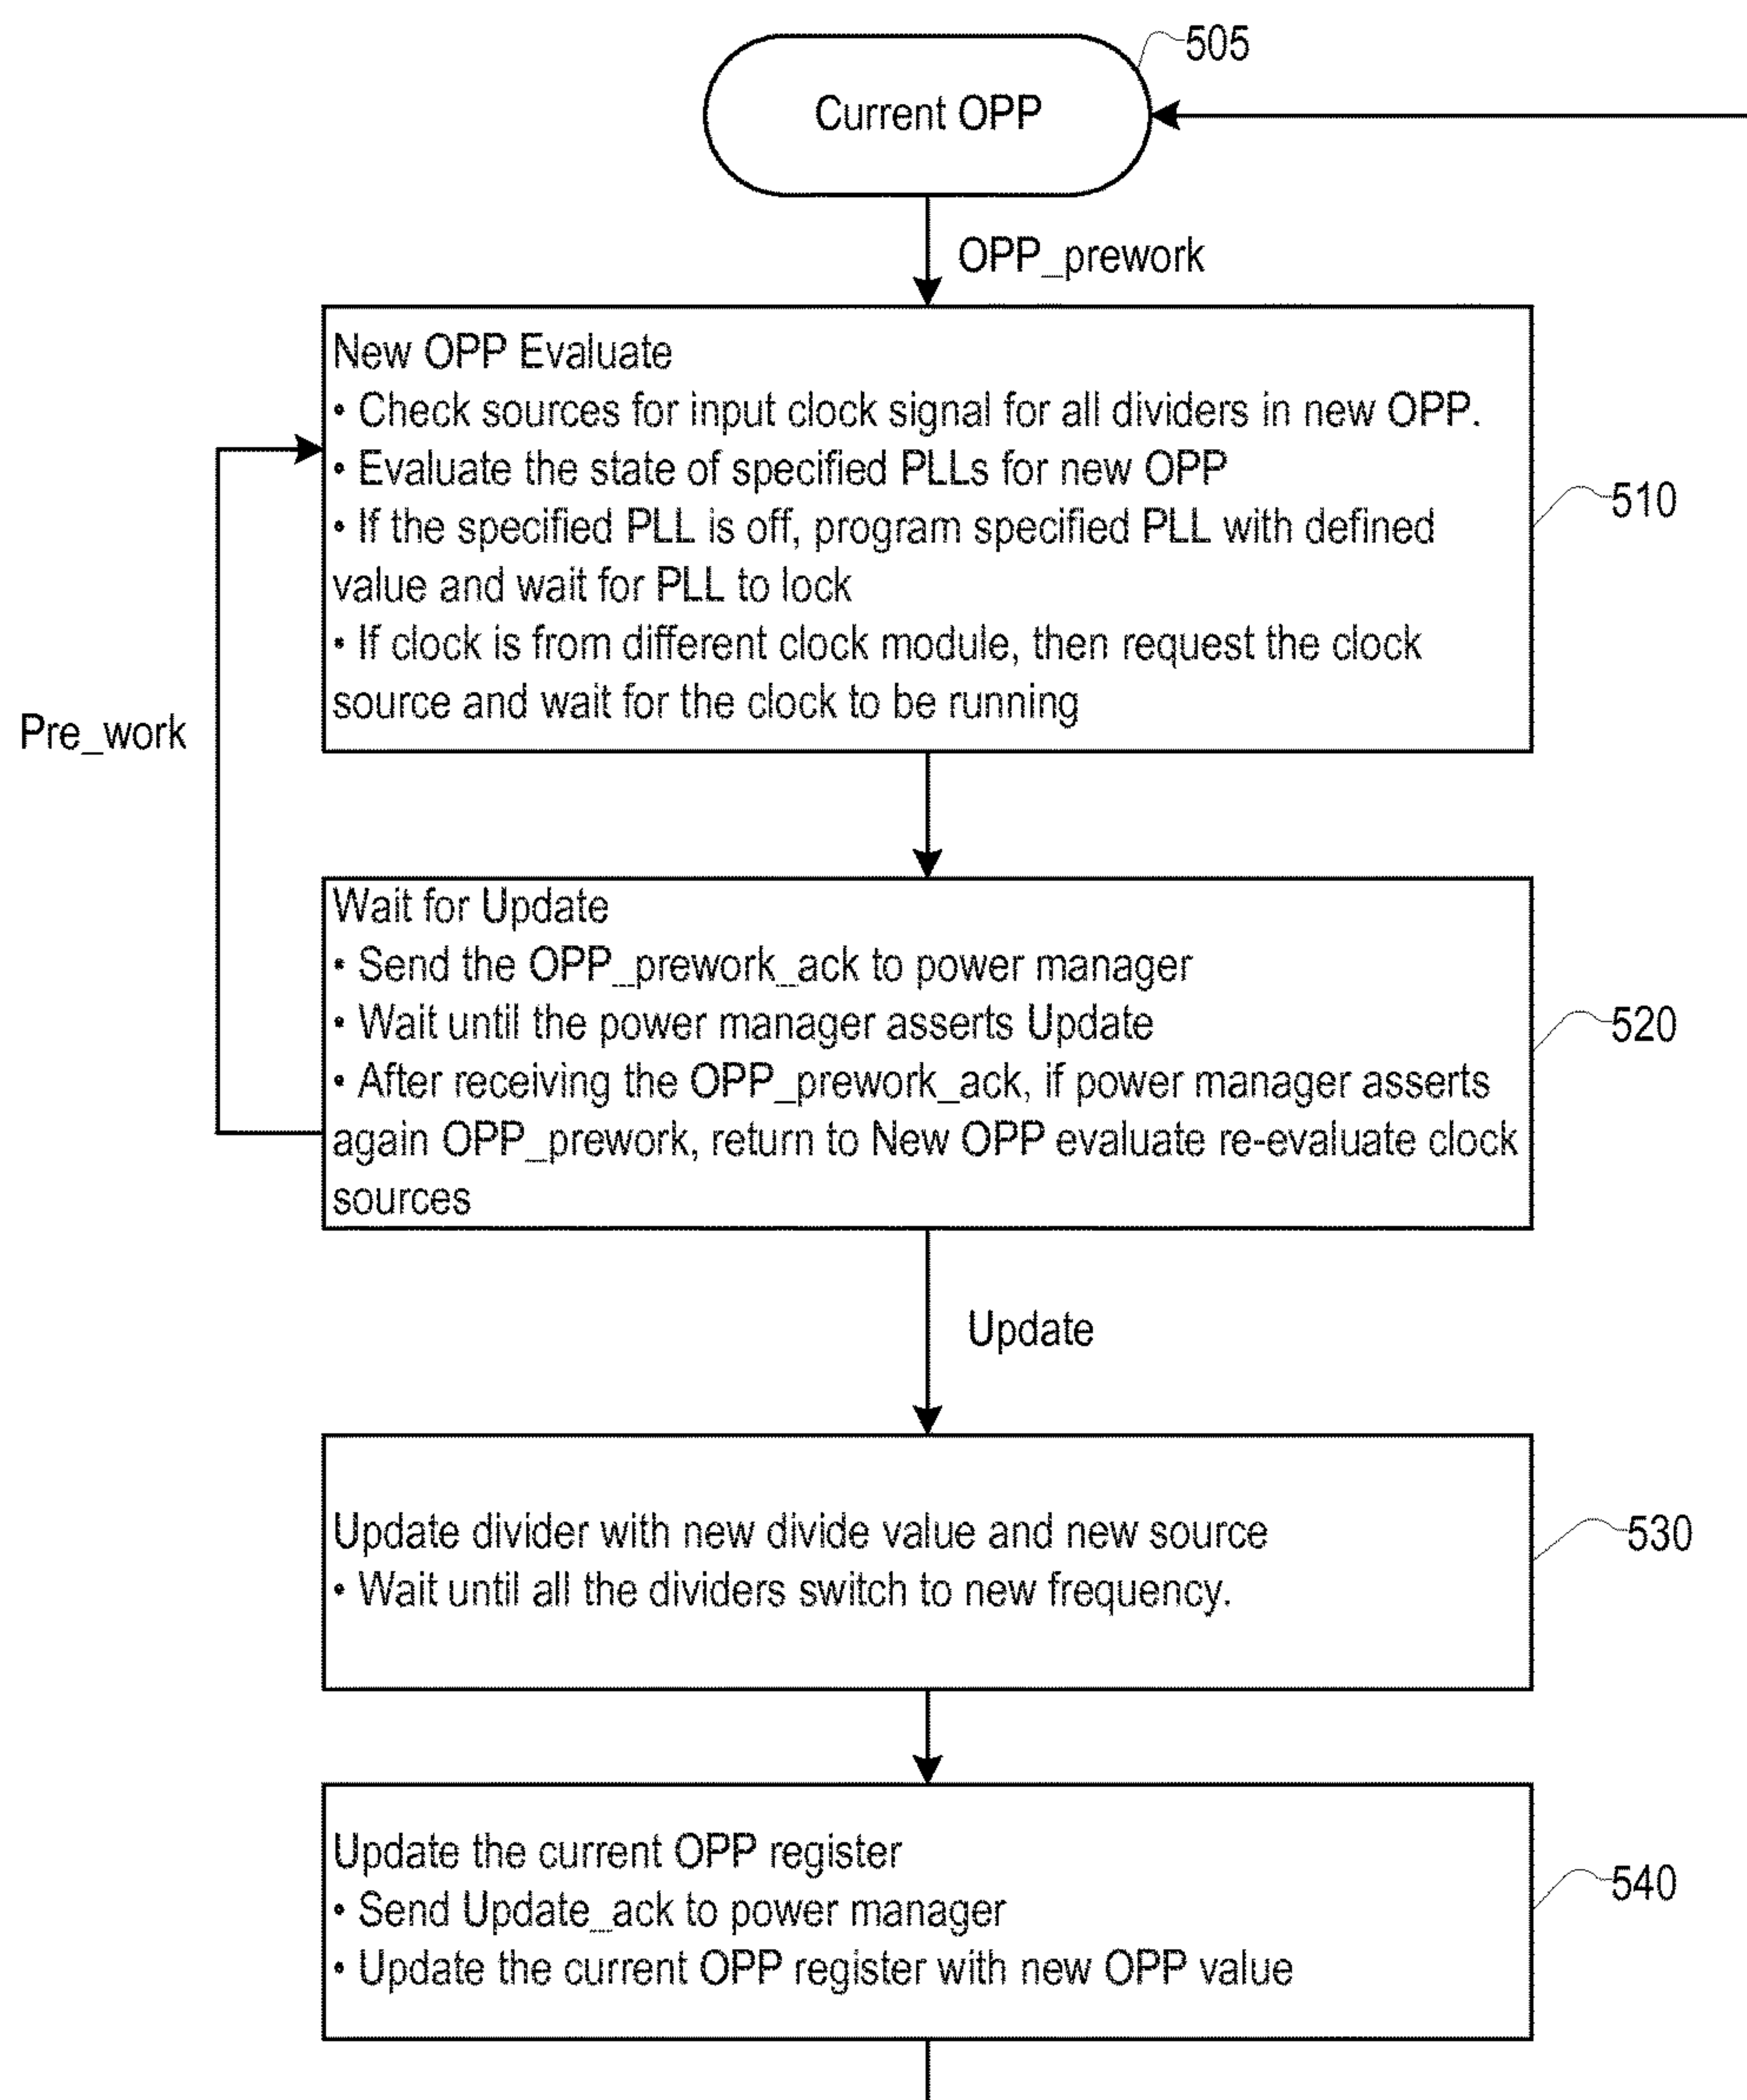 505
Current OPP
OPP_prework
New OPP Evaluate
• Check sources for input clock signal for all dividers in new OPP.
• Evaluate the state of specified PLLs for new OPP
• If the specified PLL is off, program specified PLL with defined
value and wait for PLL to lock
• If clock is from different clock module, then request the clock
source and wait for the clock to be running
510
Pre_work
Wait for Update
• Send the OPP_prework_ack to power manager
• Wait until the power manager asserts Update
• After receiving the OPP_prework_ack, if power manager asserts
again OPP_prework, return to New OPP evaluate re-evaluate clock
sources
520
Update
Update divider with new divide value and new source
• Wait until all the dividers switch to new frequency.
530
Update the current OPP register
• Send Update_ack to power manager
• Update the current OPP register with new OPP value
540